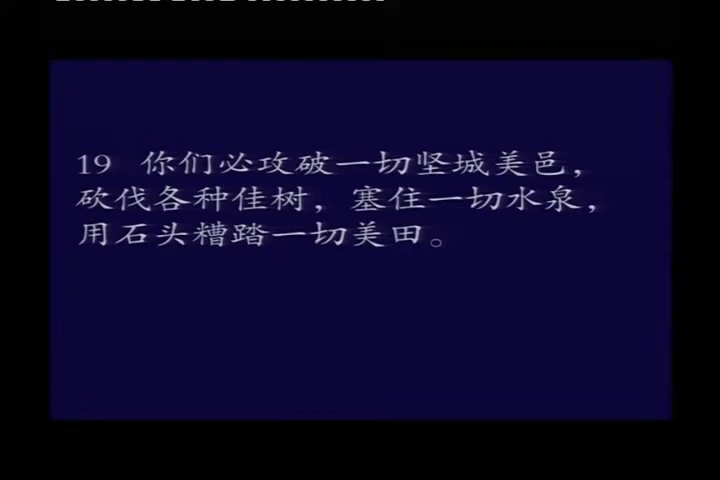 19 你们必攻破一切坚城美邑，
砍伐各种佳树，塞住一切水泉，
用石头糟踏一切美田。